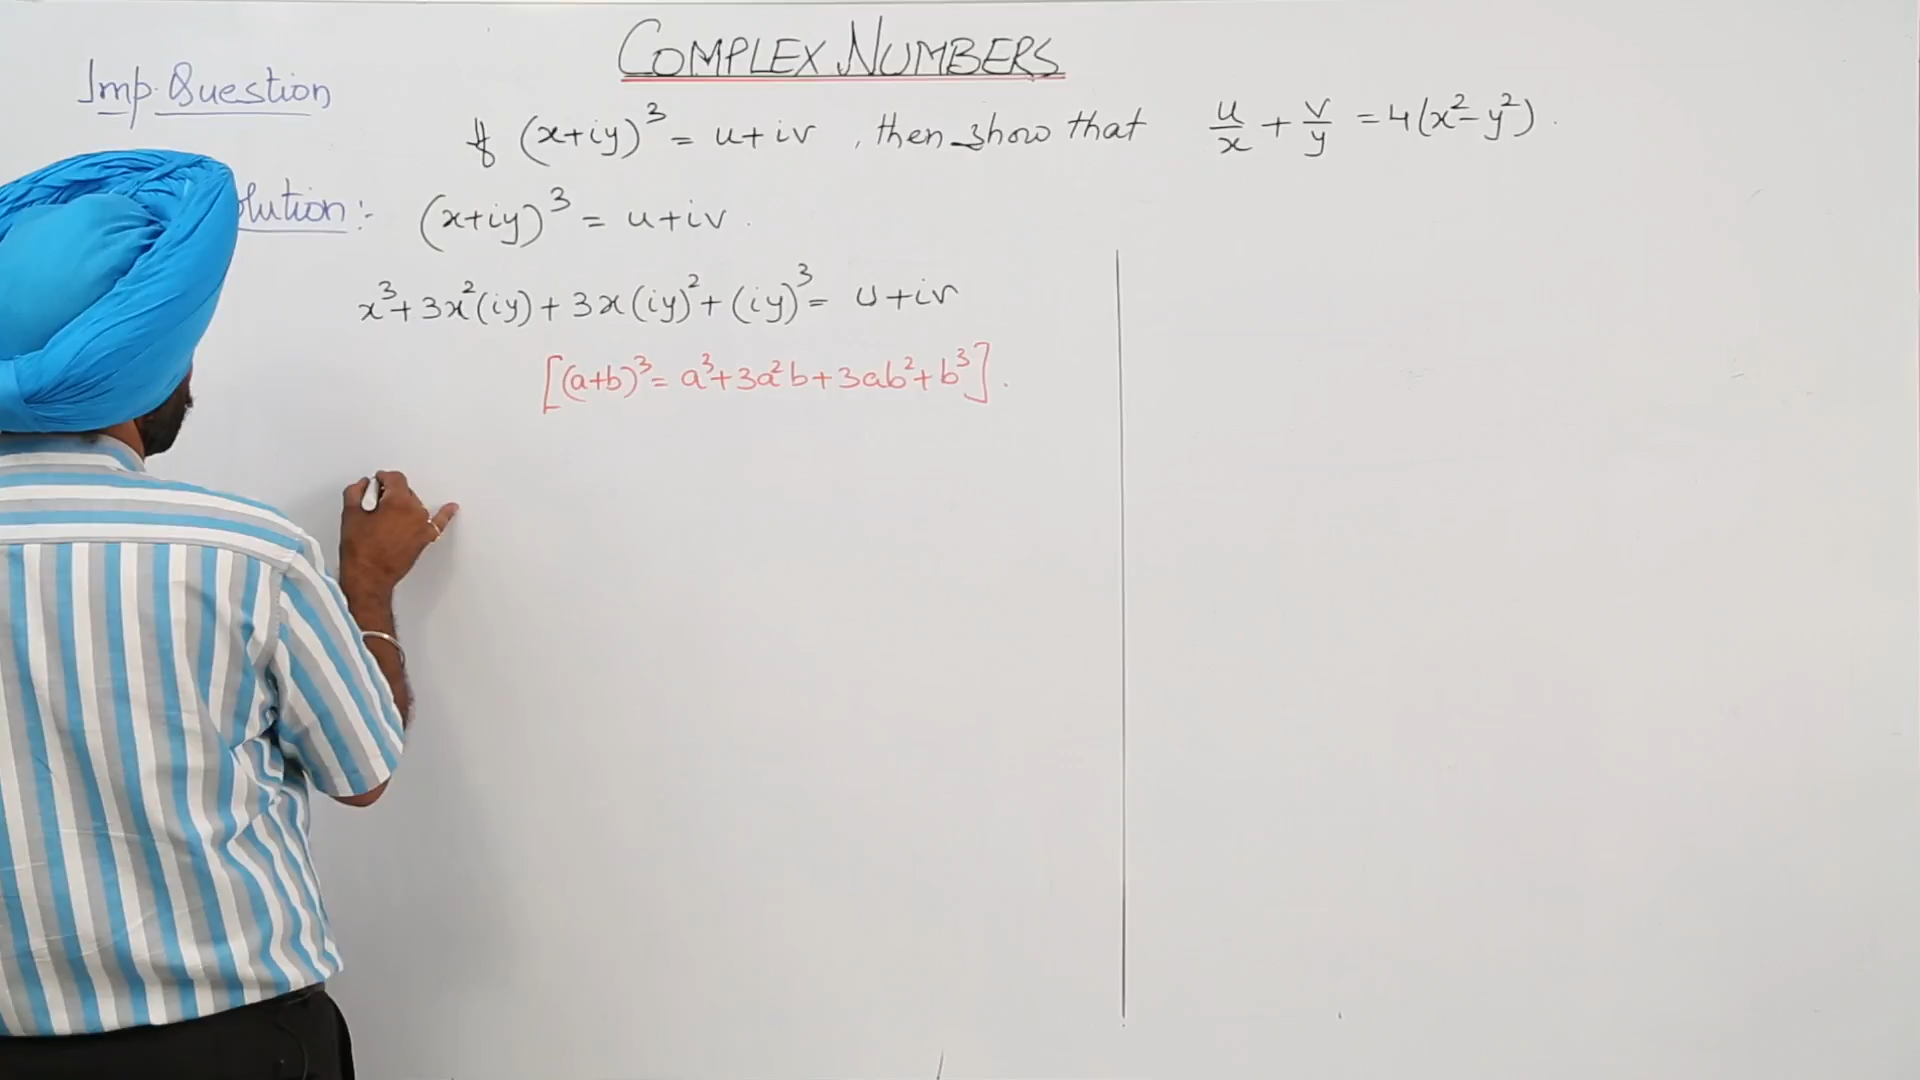 COMPLEX NUMBERS
Imp. Question
If (x+iy)³ = u+iv , then show that u/x + v/y = 4(x²-y²).
lution:- (x+iy)³ = u+iv.
x³+3x²(iy)+3x(iy)²+(iy)³= u+iv
[(a+b)³= a³+3a²b+3ab²+b³].